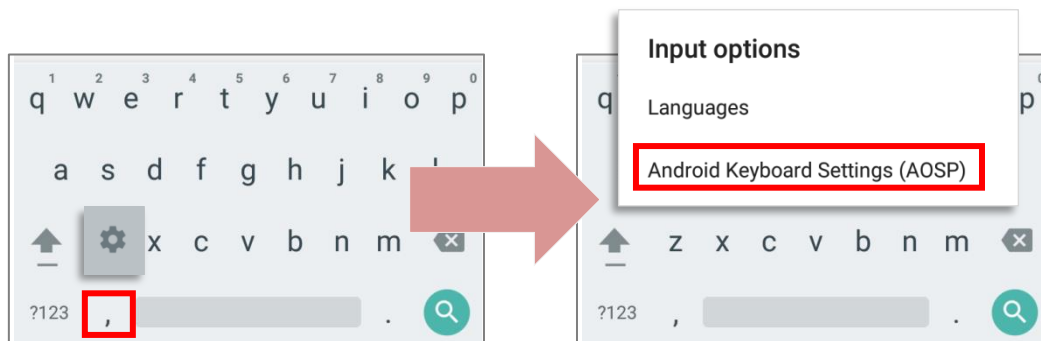 1 2 3 4 5 6 7 8 9 0
q w e r t y u i o p
a s d f g h j k
x c v b n m
?123 , .
Input options
Languages
Android Keyboard Settings (AOSP)
q p
z x c v b n m
?123 , .